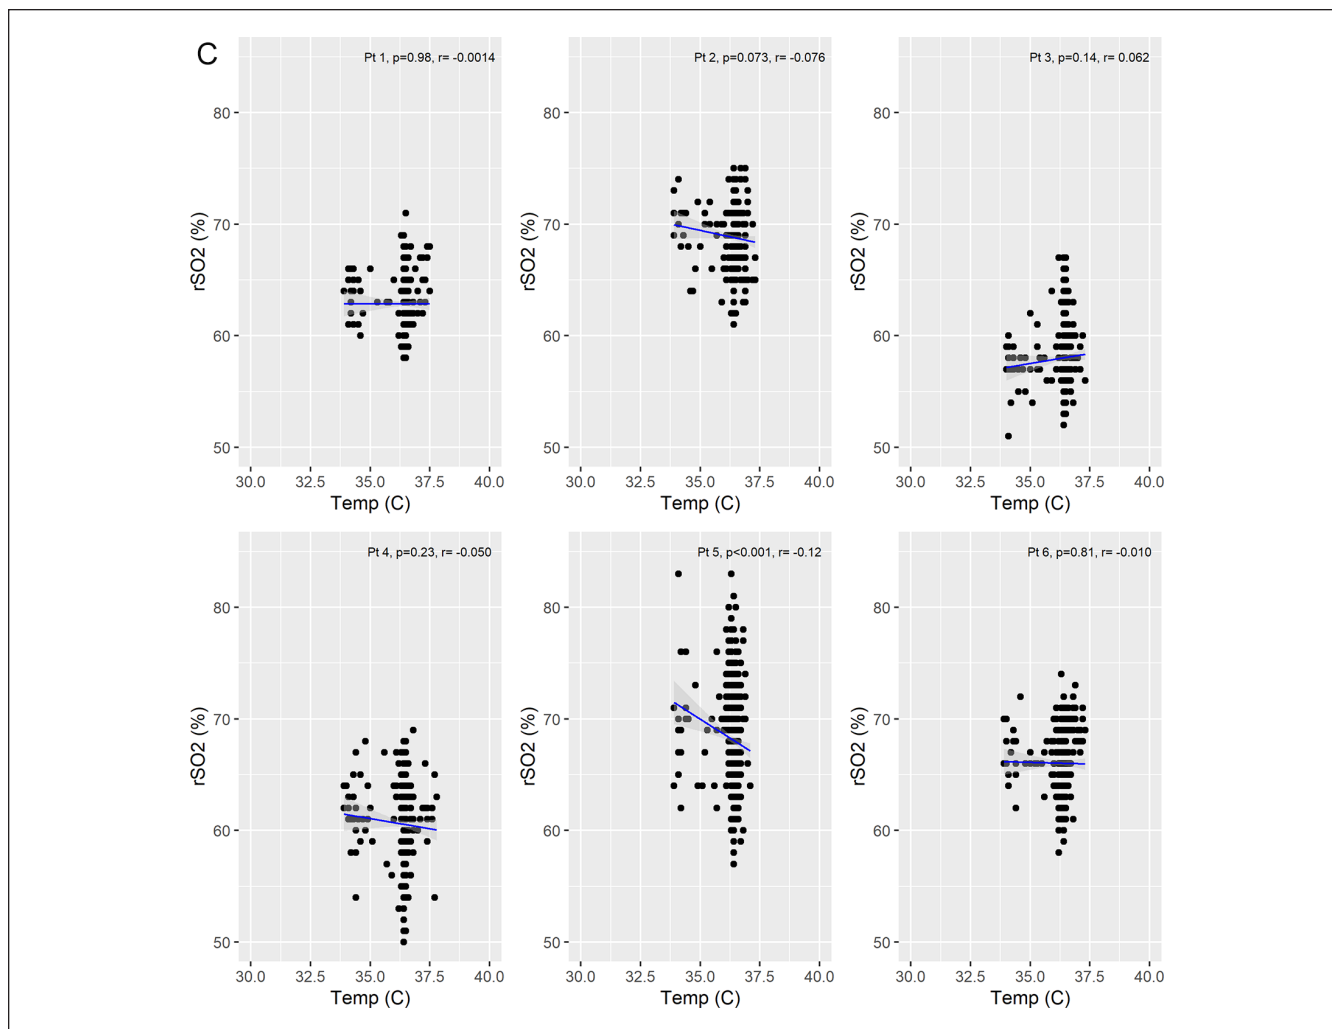 C
Pt 1, p=0.98, r= -0.0014
80
70
60
50
rSO2 (%)
30.0 32.5 35.0 37.5 40.0
Temp (C)
Pt 2, p=0.073, r= -0.076
80
70
60
50
rSO2 (%)
30.0 32.5 35.0 37.5 40.0
Temp (C)
Pt 3, p=0.14, r= 0.062
80
70
60
50
rSO2 (%)
30.0 32.5 35.0 37.5 40.0
Temp (C)
Pt 4, p=0.23, r= -0.050
80
70
60
50
rSO2 (%)
30.0 32.5 35.0 37.5 40.0
Temp (C)
Pt 5, p<0.001, r= -0.12
80
70
60
50
rSO2 (%)
30.0 32.5 35.0 37.5 40.0
Temp (C)
Pt 6, p=0.81, r= -0.010
80
70
60
50
rSO2 (%)
30.0 32.5 35.0 37.5 40.0
Temp (C)